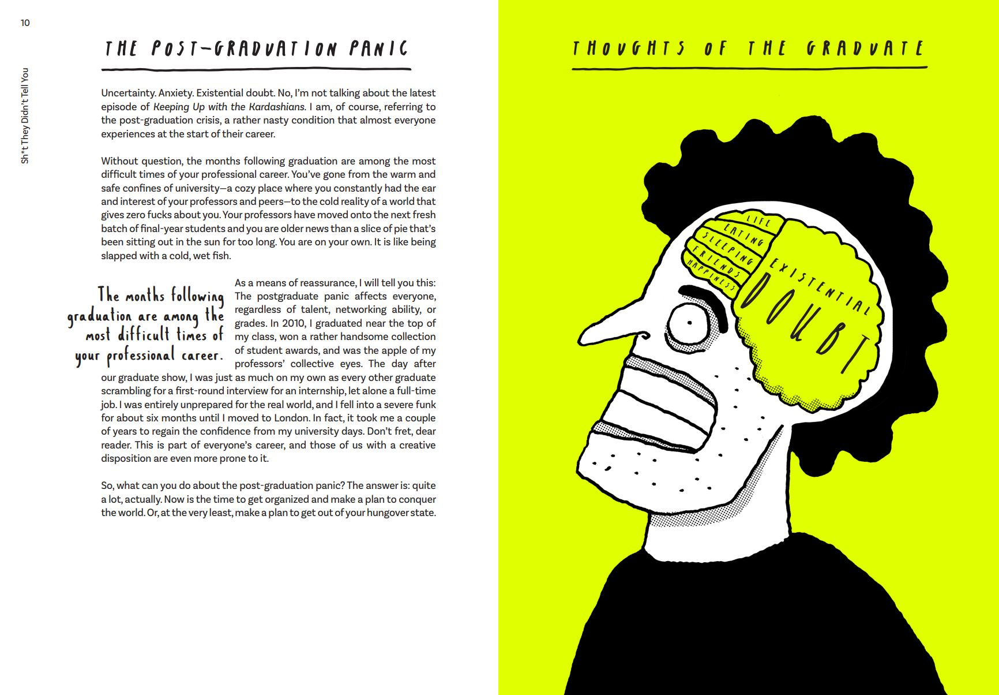 10
Sh*t They Didn't Tell You
THE POST–GRADUATION PANIC
Uncertainty. Anxiety. Existential doubt. No, I'm not talking about the latest
episode of Keeping Up with the Kardashians. I am, of course, referring to
the post-graduation crisis, a rather nasty condition that almost everyone
experiences at the start of their career.
Without question, the months following graduation are among the most
difficult times of your professional career. You've gone from the warm and
safe confines of university—a cozy place where you constantly had the ear
and interest of your professors and peers—to the cold reality of a world that
gives zero fucks about you. Your professors have moved onto the next fresh
batch of final-year students and you are older news than a slice of pie that's
been sitting out in the sun for too long. You are on your own. It is like being
slapped with a cold, wet fish.
The months following
graduation are among the
most difficult times of
your professional career.
As a means of reassurance, I will tell you this:
The postgraduate panic affects everyone,
regardless of talent, networking ability, or
grades. In 2010, I graduated near the top of
my class, won a rather handsome collection
of student awards, and was the apple of my
professors' collective eyes. The day after
our graduate show, I was just as much on my own as every other graduate
scrambling for a first-round interview for an internship, let alone a full-time
job. I was entirely unprepared for the real world, and I fell into a severe funk
for about six months until I moved to London. In fact, it took me a couple
of years to regain the confidence from my university days. Don't fret, dear
reader. This is part of everyone's career, and those of us with a creative
disposition are even more prone to it.
So, what can you do about the post-graduation panic? The answer is: quite
a lot, actually. Now is the time to get organized and make a plan to conquer
the world. Or, at the very least, make a plan to get out of your hungover state.
THOUGHTS OF THE GRADUATE
LIFE
EATING
SLEEPING
FRIENDS
HAPPINESS
EXISTENTIAL
DOUBT